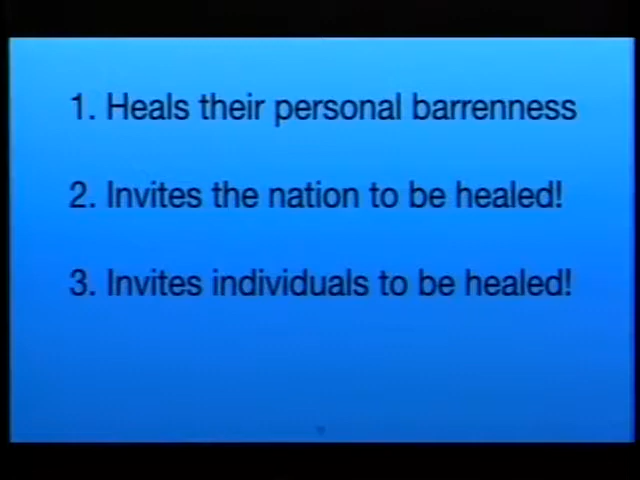 1. Heals their personal barrenness
2. Invites the nation to be healed!
3. Invites individuals to be healed!